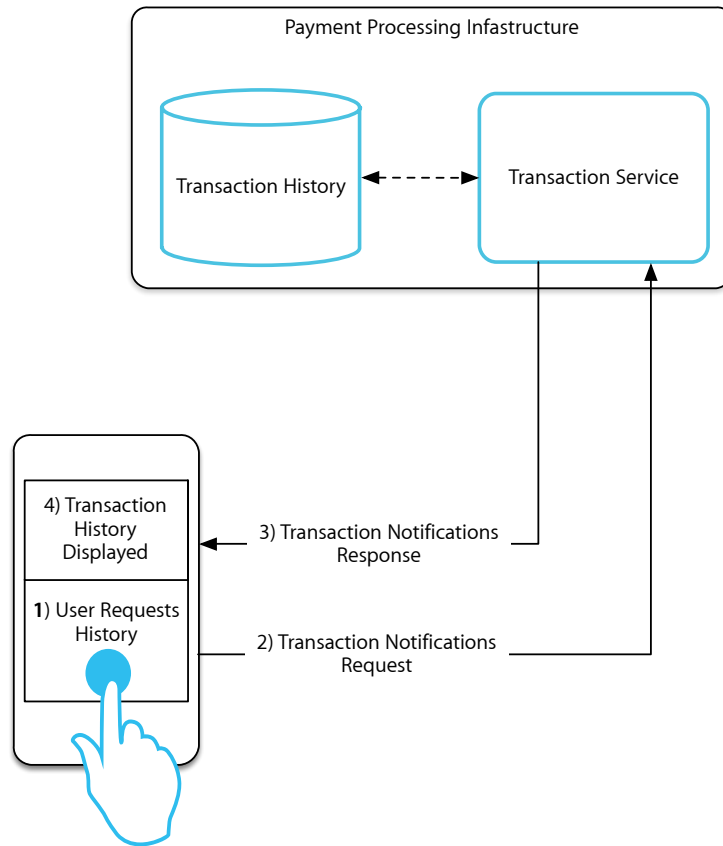 Payment Processing Infastructure
Transaction History
Transaction Service
4) Transaction
History
Displayed
3) Transaction Notifications
Response
1) User Requests
History
2) Transaction Notifications
Request